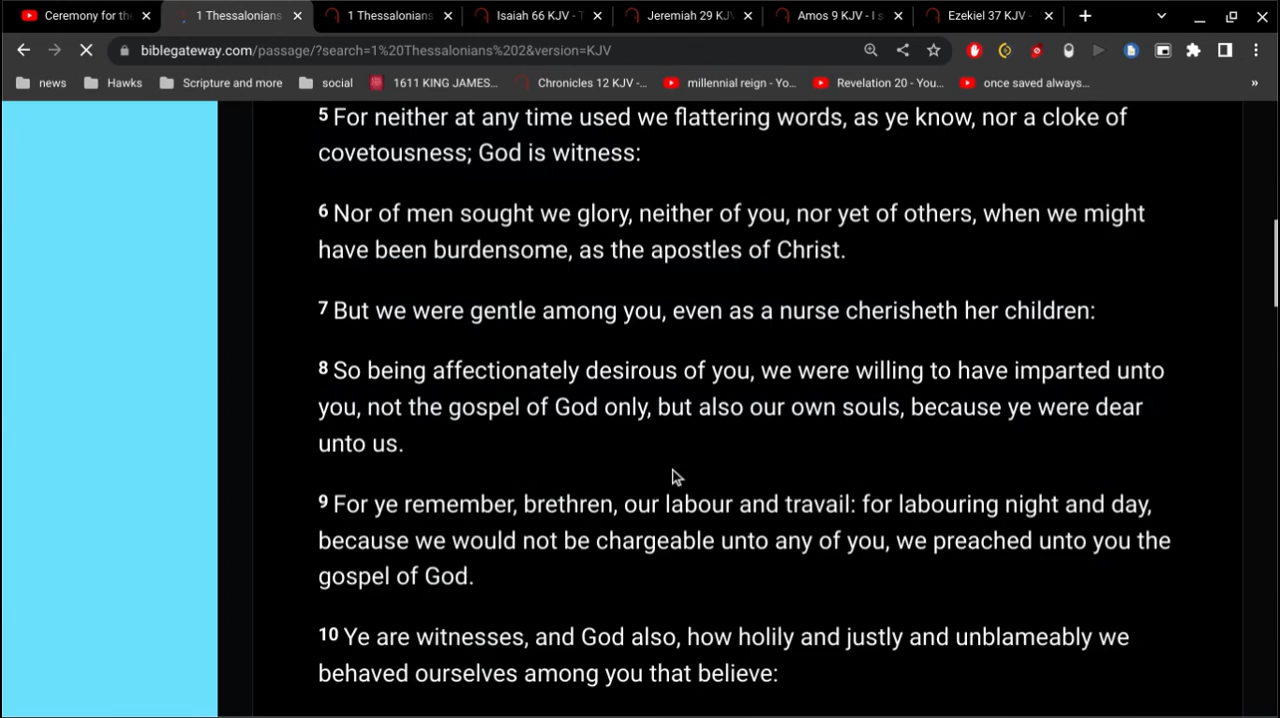 Ceremony for the
1 Thessalonians
1 Thessalonians
Isaiah 66 KJV - T
Jeremiah 29 KJV
Amos 9 KJV - I s
Ezekiel 37 KJV -
biblegateway.com/passage/?search=1%20Thessalonians%202&version=KJV
news
Hawks
Scripture and more
social
1611 KING JAMES...
Chronicles 12 KJV -...
millennial reign - Yo...
Revelation 20 - You...
once saved always...
»
5 For neither at any time used we flattering words, as ye know, nor a cloke of
covetousness; God is witness:
6 Nor of men sought we glory, neither of you, nor yet of others, when we might
have been burdensome, as the apostles of Christ.
7 But we were gentle among you, even as a nurse cherisheth her children:
8 So being affectionately desirous of you, we were willing to have imparted unto
you, not the gospel of God only, but also our own souls, because ye were dear
unto us.
9 For ye remember, brethren, our labour and travail: for labouring night and day,
because we would not be chargeable unto any of you, we preached unto you the
gospel of God.
10 Ye are witnesses, and God also, how holily and justly and unblameably we
behaved ourselves among you that believe: